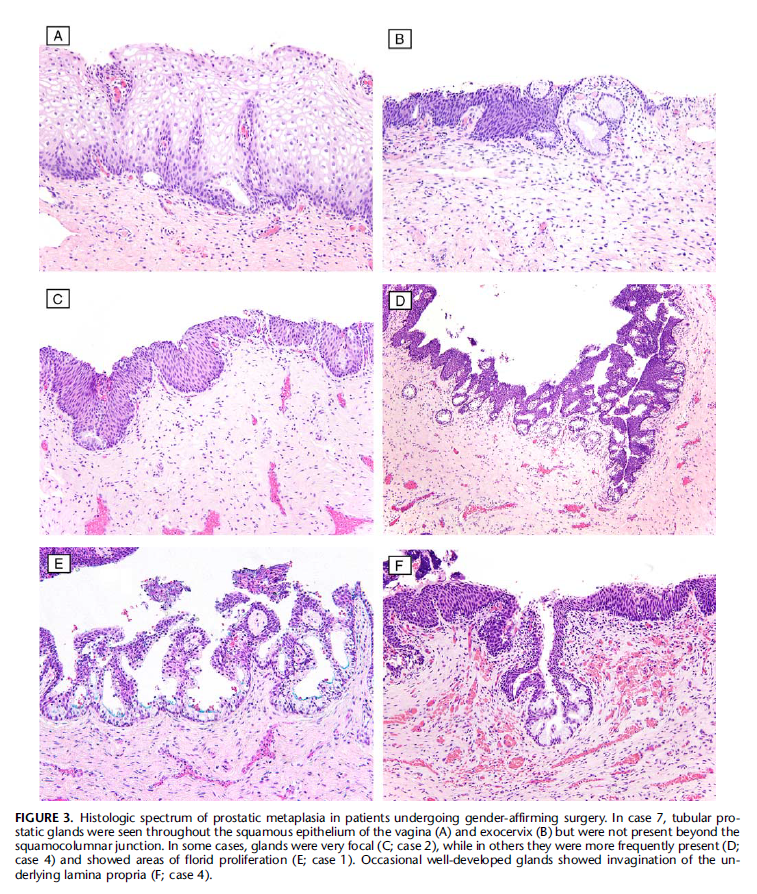 A
B
C
D
E
F
FIGURE 3. Histologic spectrum of prostatic metaplasia in patients undergoing gender-affirming surgery. In case 7, tubular pro-
static glands were seen throughout the squamous epithelium of the vagina (A) and exocervix (B) but were not present beyond the
squamocolumnar junction. In some cases, glands were very focal (C; case 2), while in others they were more frequently present (D;
case 4) and showed areas of florid proliferation (E; case 1). Occasional well-developed glands showed invagination of the un-
derlying lamina propria (F; case 4).